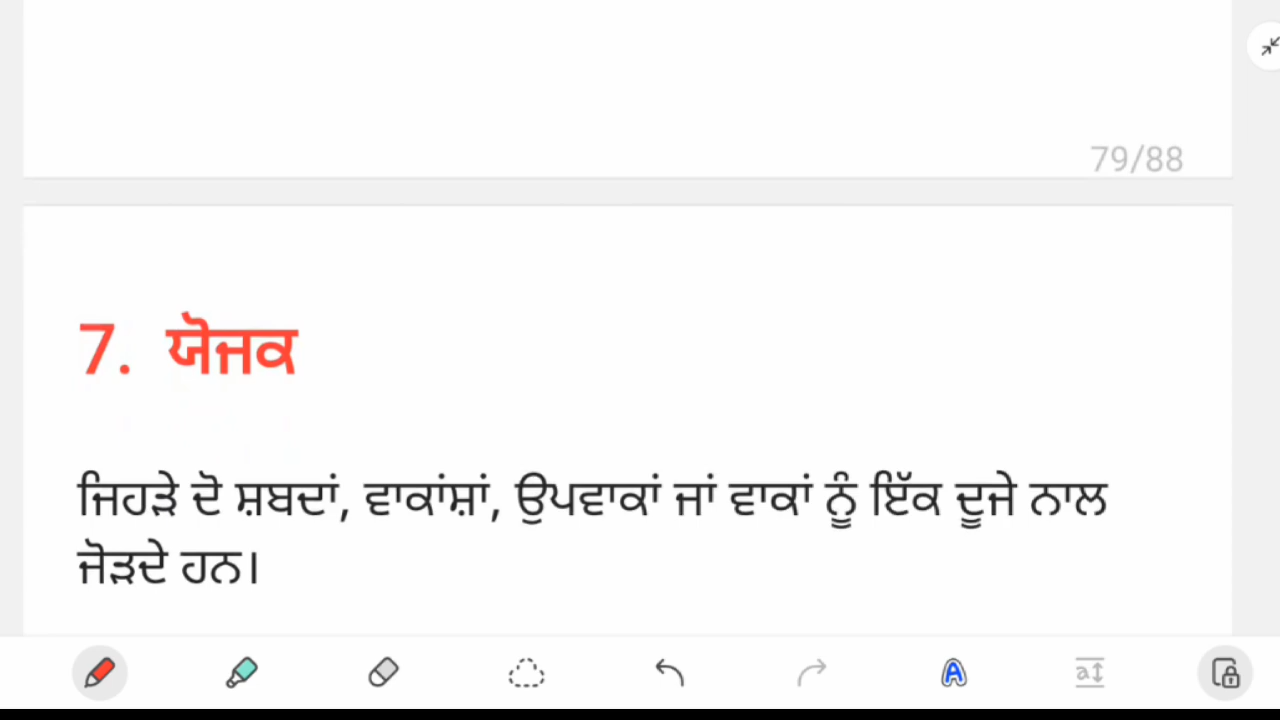 79/88
7. ਯੋਜਕ
ਜਿਹੜੇ ਦੋ ਸ਼ਬਦਾਂ, ਵਾਕਾਂਸ਼ਾਂ, ਉਪਵਾਕਾਂ ਜਾਂ ਵਾਕਾਂ ਨੂੰ ਇੱਕ ਦੂਜੇ ਨਾਲ
ਜੋੜਦੇ ਹਨ।
A a